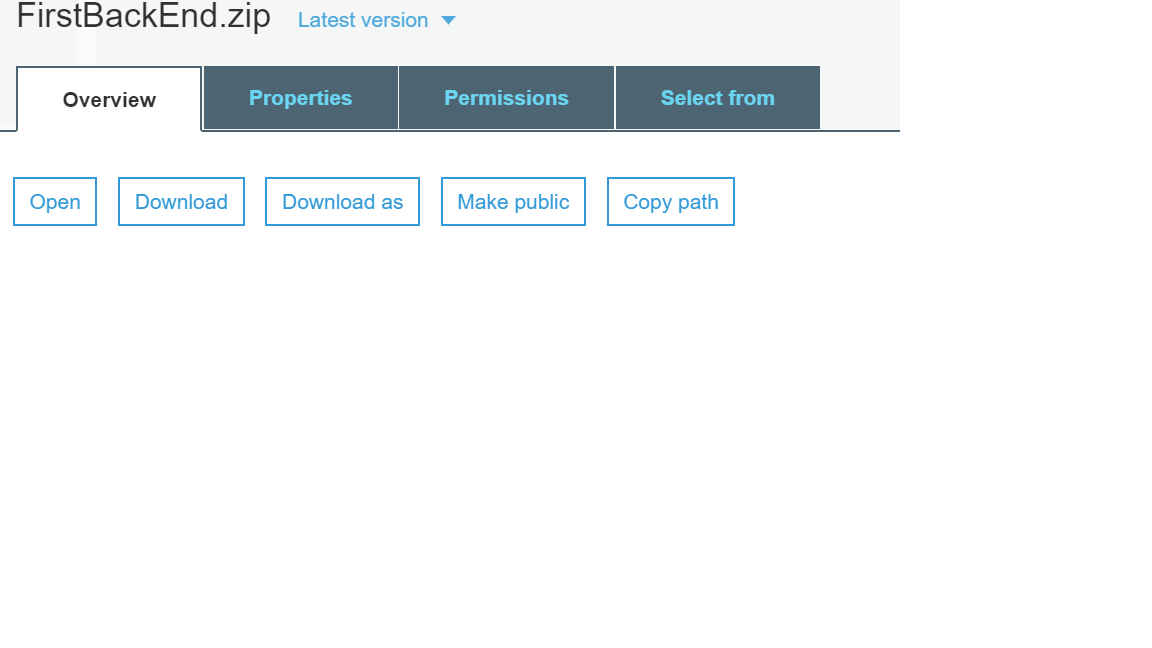 FirstBackEnd.zip Latest version
Overview Properties Permissions Select from
Open Download Download as Make public Copy path